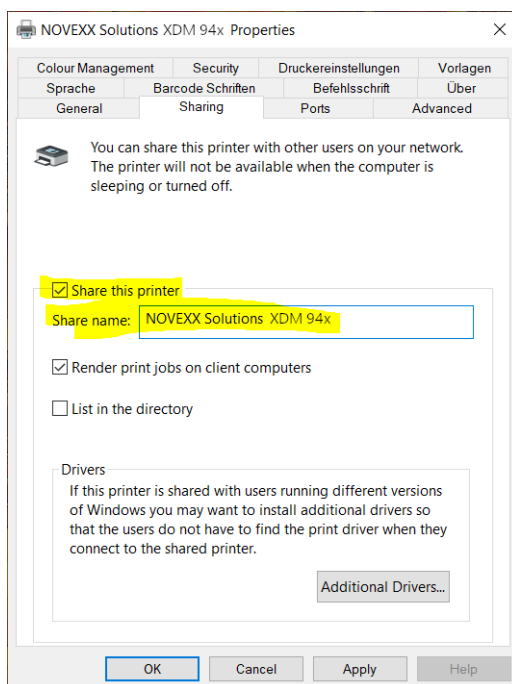 NOVEXX Solutions XDM 94x Properties
Colour Management Security Druckereinstellungen Vorlagen
Sprache Barcode Schriften Befehlsschrift Über
General Sharing Ports Advanced
You can share this printer with other users on your network.
The printer will not be available when the computer is
sleeping or turned off.
Share this printer
Share name: NOVEXX Solutions XDM 94x
Render print jobs on client computers
List in the directory
Drivers
If this printer is shared with users running different versions
of Windows you may want to install additional drivers so
that the users do not have to find the print driver when they
connect to the shared printer.
Additional Drivers...
OK Cancel Apply Help